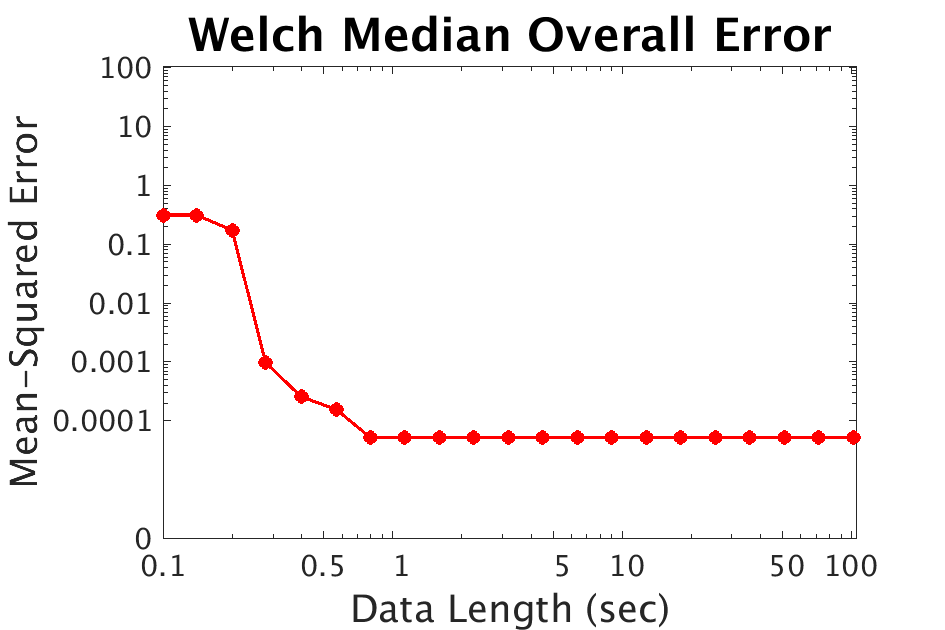 Welch Median Overall Error
100
10
1
0.1
0.01
0.001
0.0001
0
Mean-Squared Error
0.1 0.5 1 5 10 50 100
Data Length (sec)